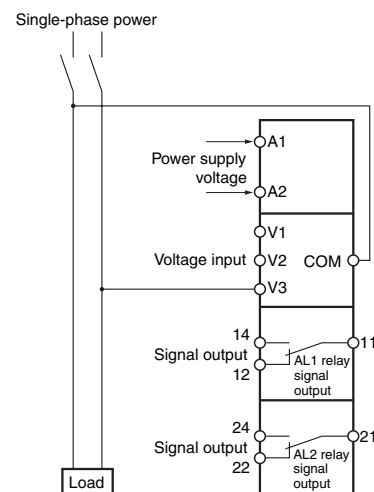 Single-phase power
A1
Power supply
voltage
A2
V1
Voltage input
V2
COM
V3
14
11
Signal output
12
AL1 relay
signal
output
24
21
Signal output
22
AL2 relay
signal
output
Load